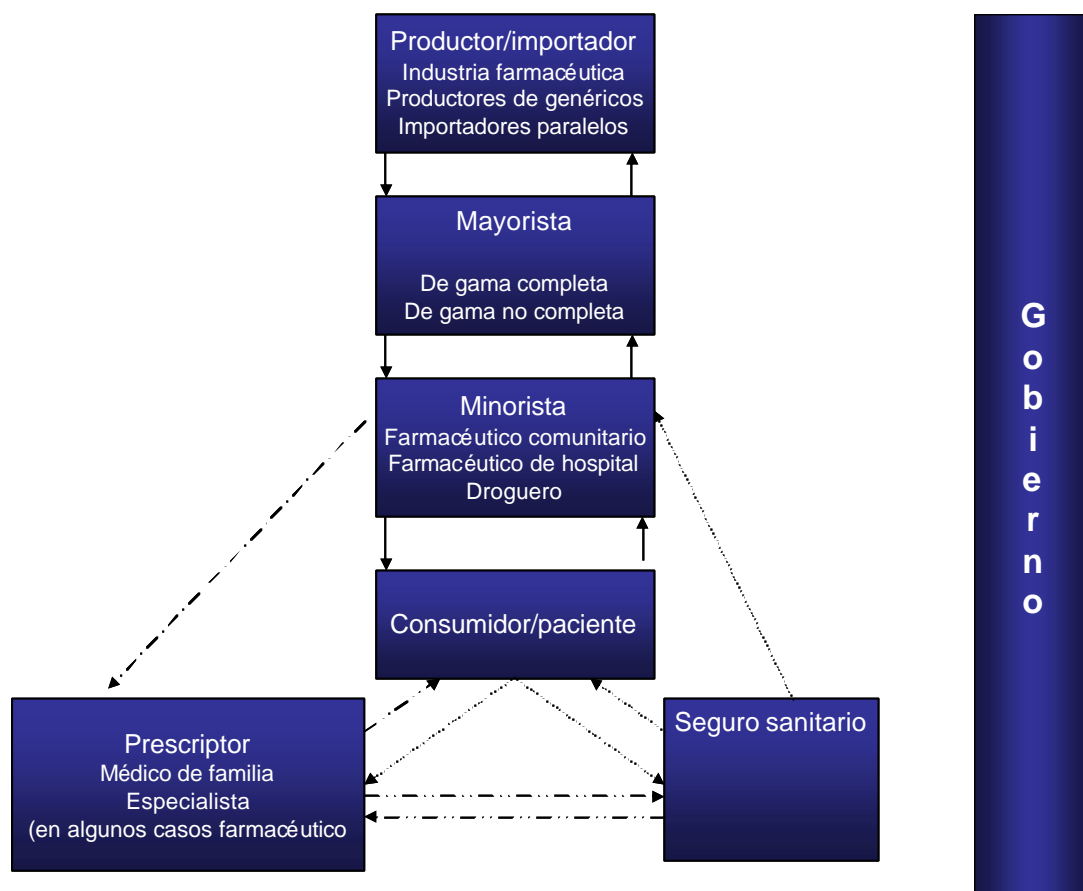 Productor/importador
Industria farmacéutica
Productores de genéricos
Importadores paralelos
Mayorista
De gama completa
De gama no completa
Minorista
Farmacéutico comunitario
Farmacéutico de hospital
Droguero
Consumidor/paciente
Prescriptor
Médico de familia
Especialista
(en algunos casos farmacéutico
Seguro sanitario
Gobierno